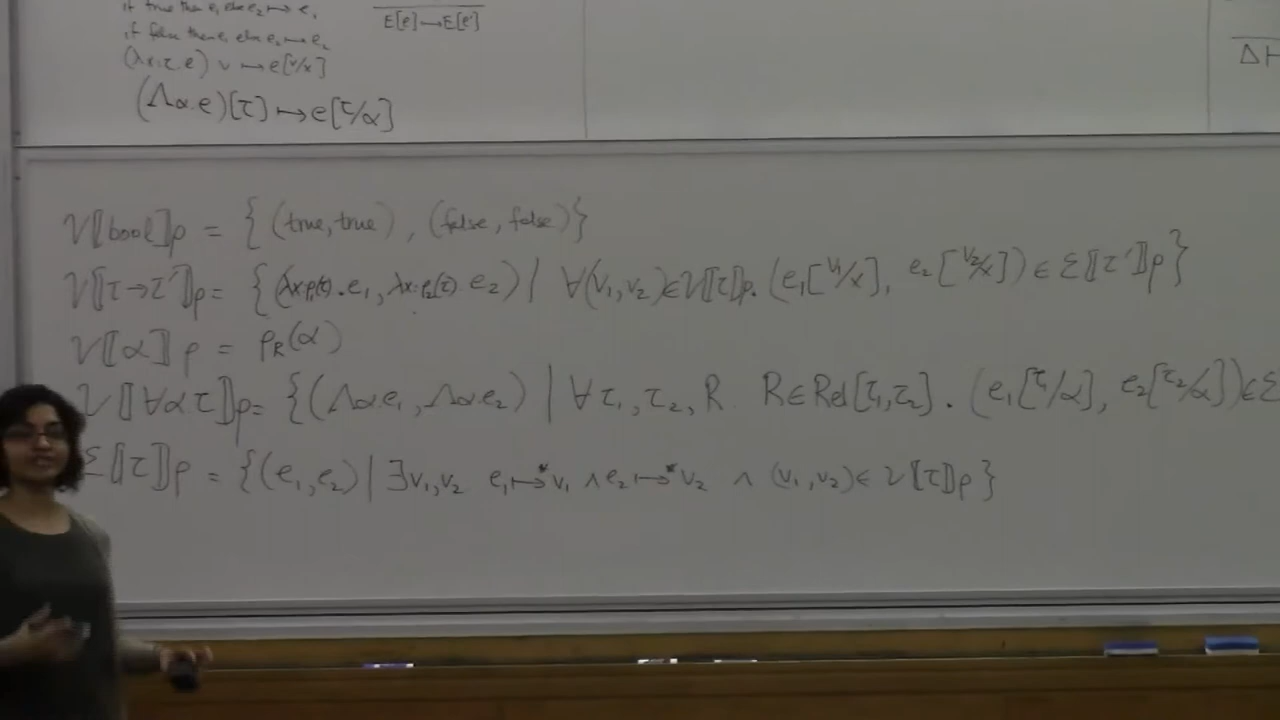 if true then e₁ else e₂ ↦ e₁
if false then e₁ else e₂ ↦ e₂
(λx:τ.e) v ↦ e[v/x]
(Λα.e)[τ] ↦ e[τ/α]
E[e] ↦ E[e']
Δ⊢
𝒱⟦bool⟧ρ = {(true,true), (false,false)}
𝒱⟦τ→τ'⟧ρ = {(λx:ρ₁(τ).e₁, λx:ρ₂(τ).e₂) | ∀(v₁,v₂)∈𝒱⟦τ⟧ρ. (e₁[v₁/x], e₂[v₂/x]) ∈ ℰ⟦τ'⟧ρ}
𝒱⟦α⟧ρ = ρ_R(α)
𝒱⟦∀α.τ⟧ρ = {(Λα.e₁, Λα.e₂) | ∀τ₁,τ₂,R R∈Rel[τ₁,τ₂]. (e₁[τ₁/α], e₂[τ₂/α])∈ℰ
ℰ⟦τ⟧ρ = {(e₁,e₂) | ∃v₁,v₂ e₁↦*v₁ ∧ e₂↦*v₂ ∧ (v₁,v₂)∈𝒱⟦τ⟧ρ}